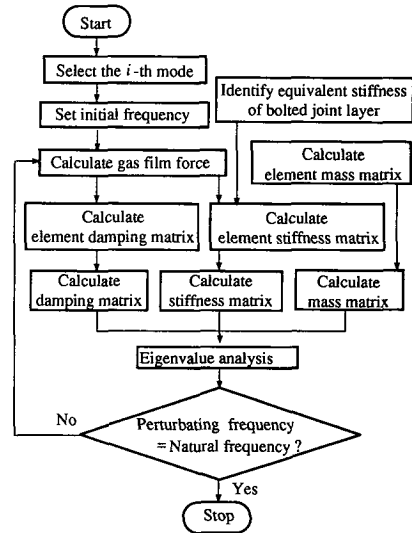 Start
Select the i-th mode
Set initial frequency
Identify equivalent stiffness
of bolted joint layer
Calculate gas film force
Calculate
element mass matrix
Calculate
element damping matrix
Calculate
element stiffness matrix
Calculate
damping matrix
Calculate
stiffness matrix
Calculate
mass matrix
Eigenvalue analysis
No
Perturbating frequency
= Natural frequency ?
Yes
Stop